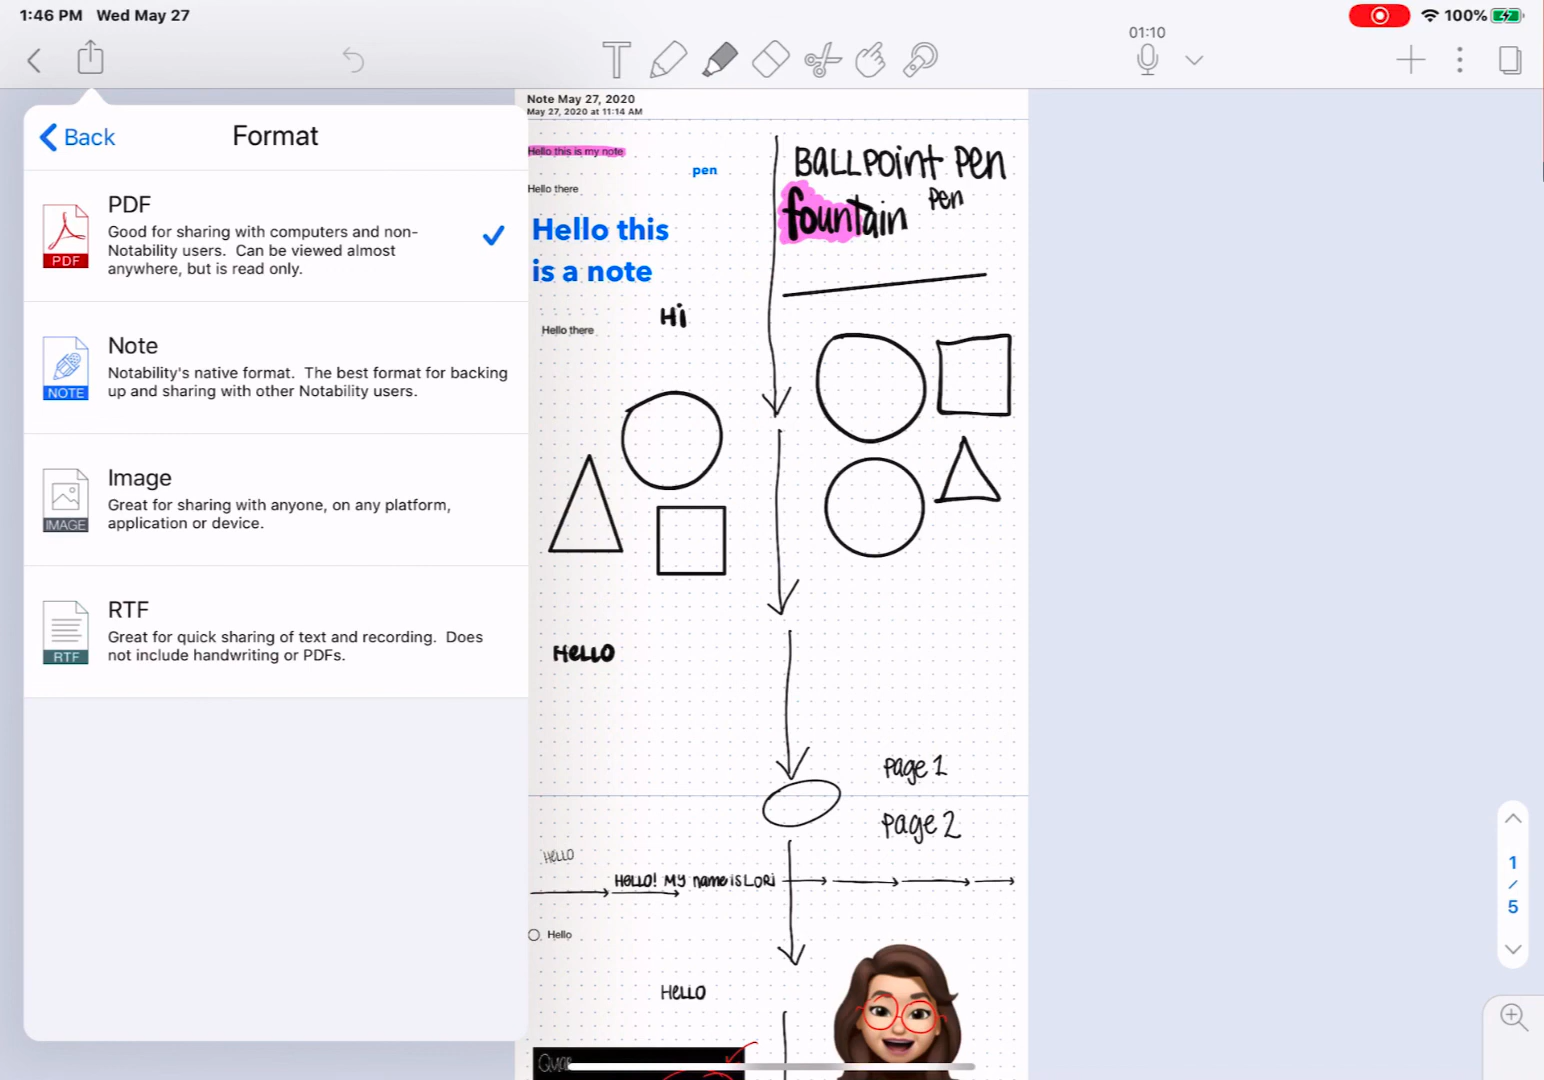 1:46 PM Wed May 27
100%
01:10
Back
Format
PDF
PDF
Good for sharing with computers and non-
Notability users. Can be viewed almost
anywhere, but is read only.
NOTE
Note
Notability's native format. The best format for backing
up and sharing with other Notability users.
IMAGE
Image
Great for sharing with anyone, on any platform,
application or device.
RTF
RTF
Great for quick sharing of text and recording. Does
not include handwriting or PDFs.
Note May 27, 2020
May 27, 2020 at 11:14 AM
Hello this is my note
pen
Hello there
Hello this
is a note
Hi
Hello there
BALLPOINT PEN
fountain pen
HELLO
page 1
page 2
HELLO
HELLO! MY name is LORI
Hello
HELLO
1
/
5